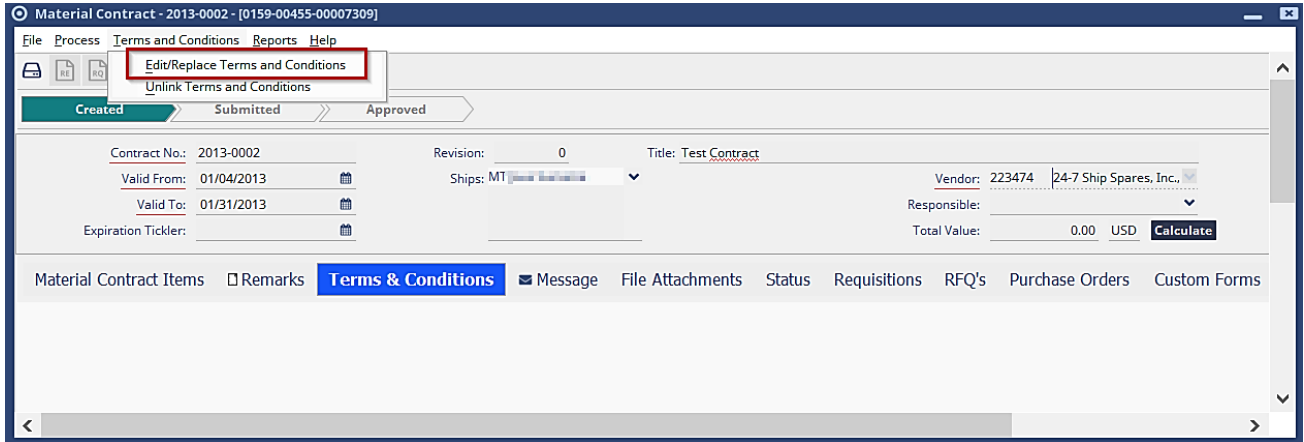 Material Contract - 2013-0002 - [0159-00455-00007309]
File Process Terms and Conditions Reports Help
Edit/Replace Terms and Conditions
RE RQ
Unlink Terms and Conditions
Created Submitted Approved
Contract No.: 2013-0002 Revision: 0 Title: Test Contract
Valid From: 01/04/2013 Ships: MT Vendor: 223474 24-7 Ship Spares, Inc.,
Valid To: 01/31/2013 Responsible:
Expiration Tickler: Total Value: 0.00 USD Calculate
Material Contract Items Remarks Terms & Conditions Message File Attachments Status Requisitions RFQ's Purchase Orders Custom Forms